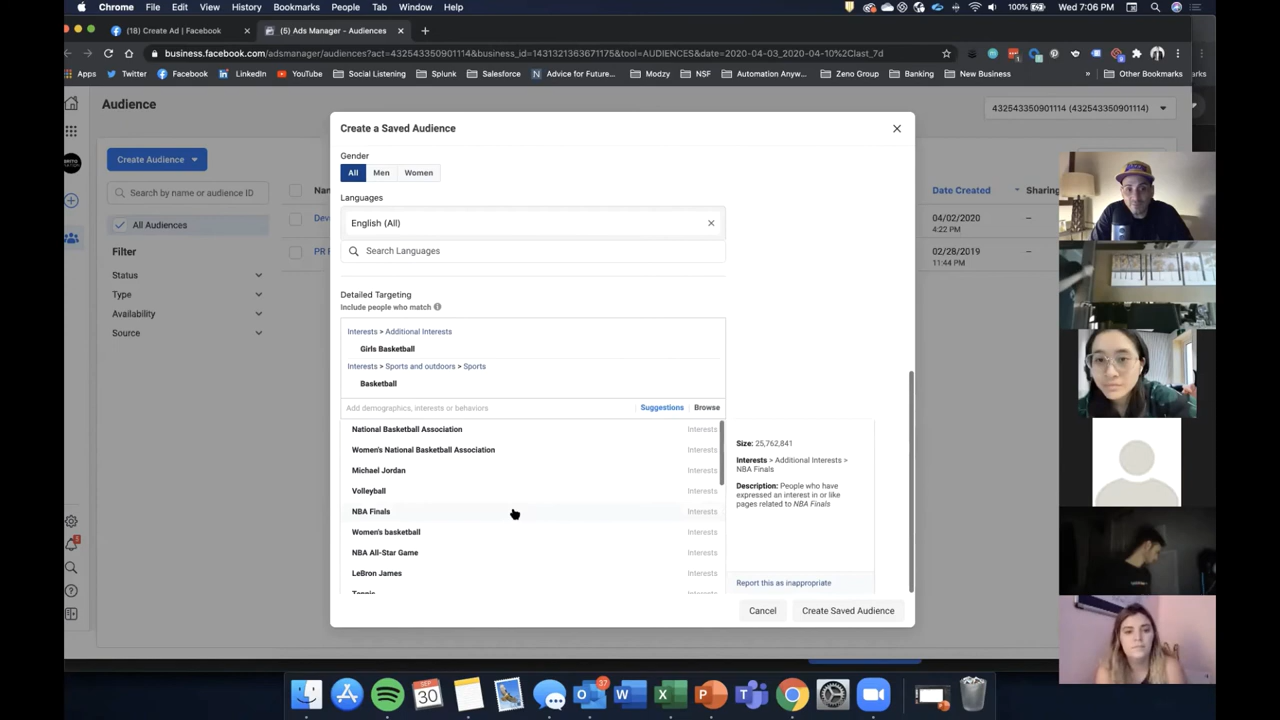 Chrome File Edit View History Bookmarks People Tab Window Help 100% Wed 7:06 PM
(18) Create Ad | Facebook × (5) Ads Manager - Audiences × +
business.facebook.com/adsmanager/audiences?act=432543350901114&business_id=1431321363671175&tool=AUDIENCES&date=2020-04-03_2020-04-10%2Clast_7d
Apps Twitter Facebook LinkedIn YouTube Social Listening Splunk Salesforce Advice for Future... Modzy NSF Automation Anyw... Zeno Group Banking New Business » Other Bookmarks
Audience
432543350901114 (432543350901114)
Create Audience
Search by name or audience ID
All Audiences
Filter
Status
Type
Availability
Source
Date Created Sharing
04/02/2020
4:22 PM
02/28/2019
11:44 PM
Create a Saved Audience
Gender
All Men Women
Languages
English (All)
Search Languages
Detailed Targeting
Include people who match
Interests > Additional Interests
Girls Basketball
Interests > Sports and outdoors > Sports
Basketball
Add demographics, interests or behaviors Suggestions Browse
National Basketball Association Interests
Women's National Basketball Association Interests
Michael Jordan Interests
Volleyball Interests
NBA Finals Interests
Women's basketball Interests
NBA All-Star Game Interests
LeBron James Interests
Tennis
Size: 25,762,841
Interests > Additional Interests >
NBA Finals
Description: People who have
expressed an interest in or like
pages related to NBA Finals
Report this as inappropriate
Cancel Create Saved Audience
SEP
30
37